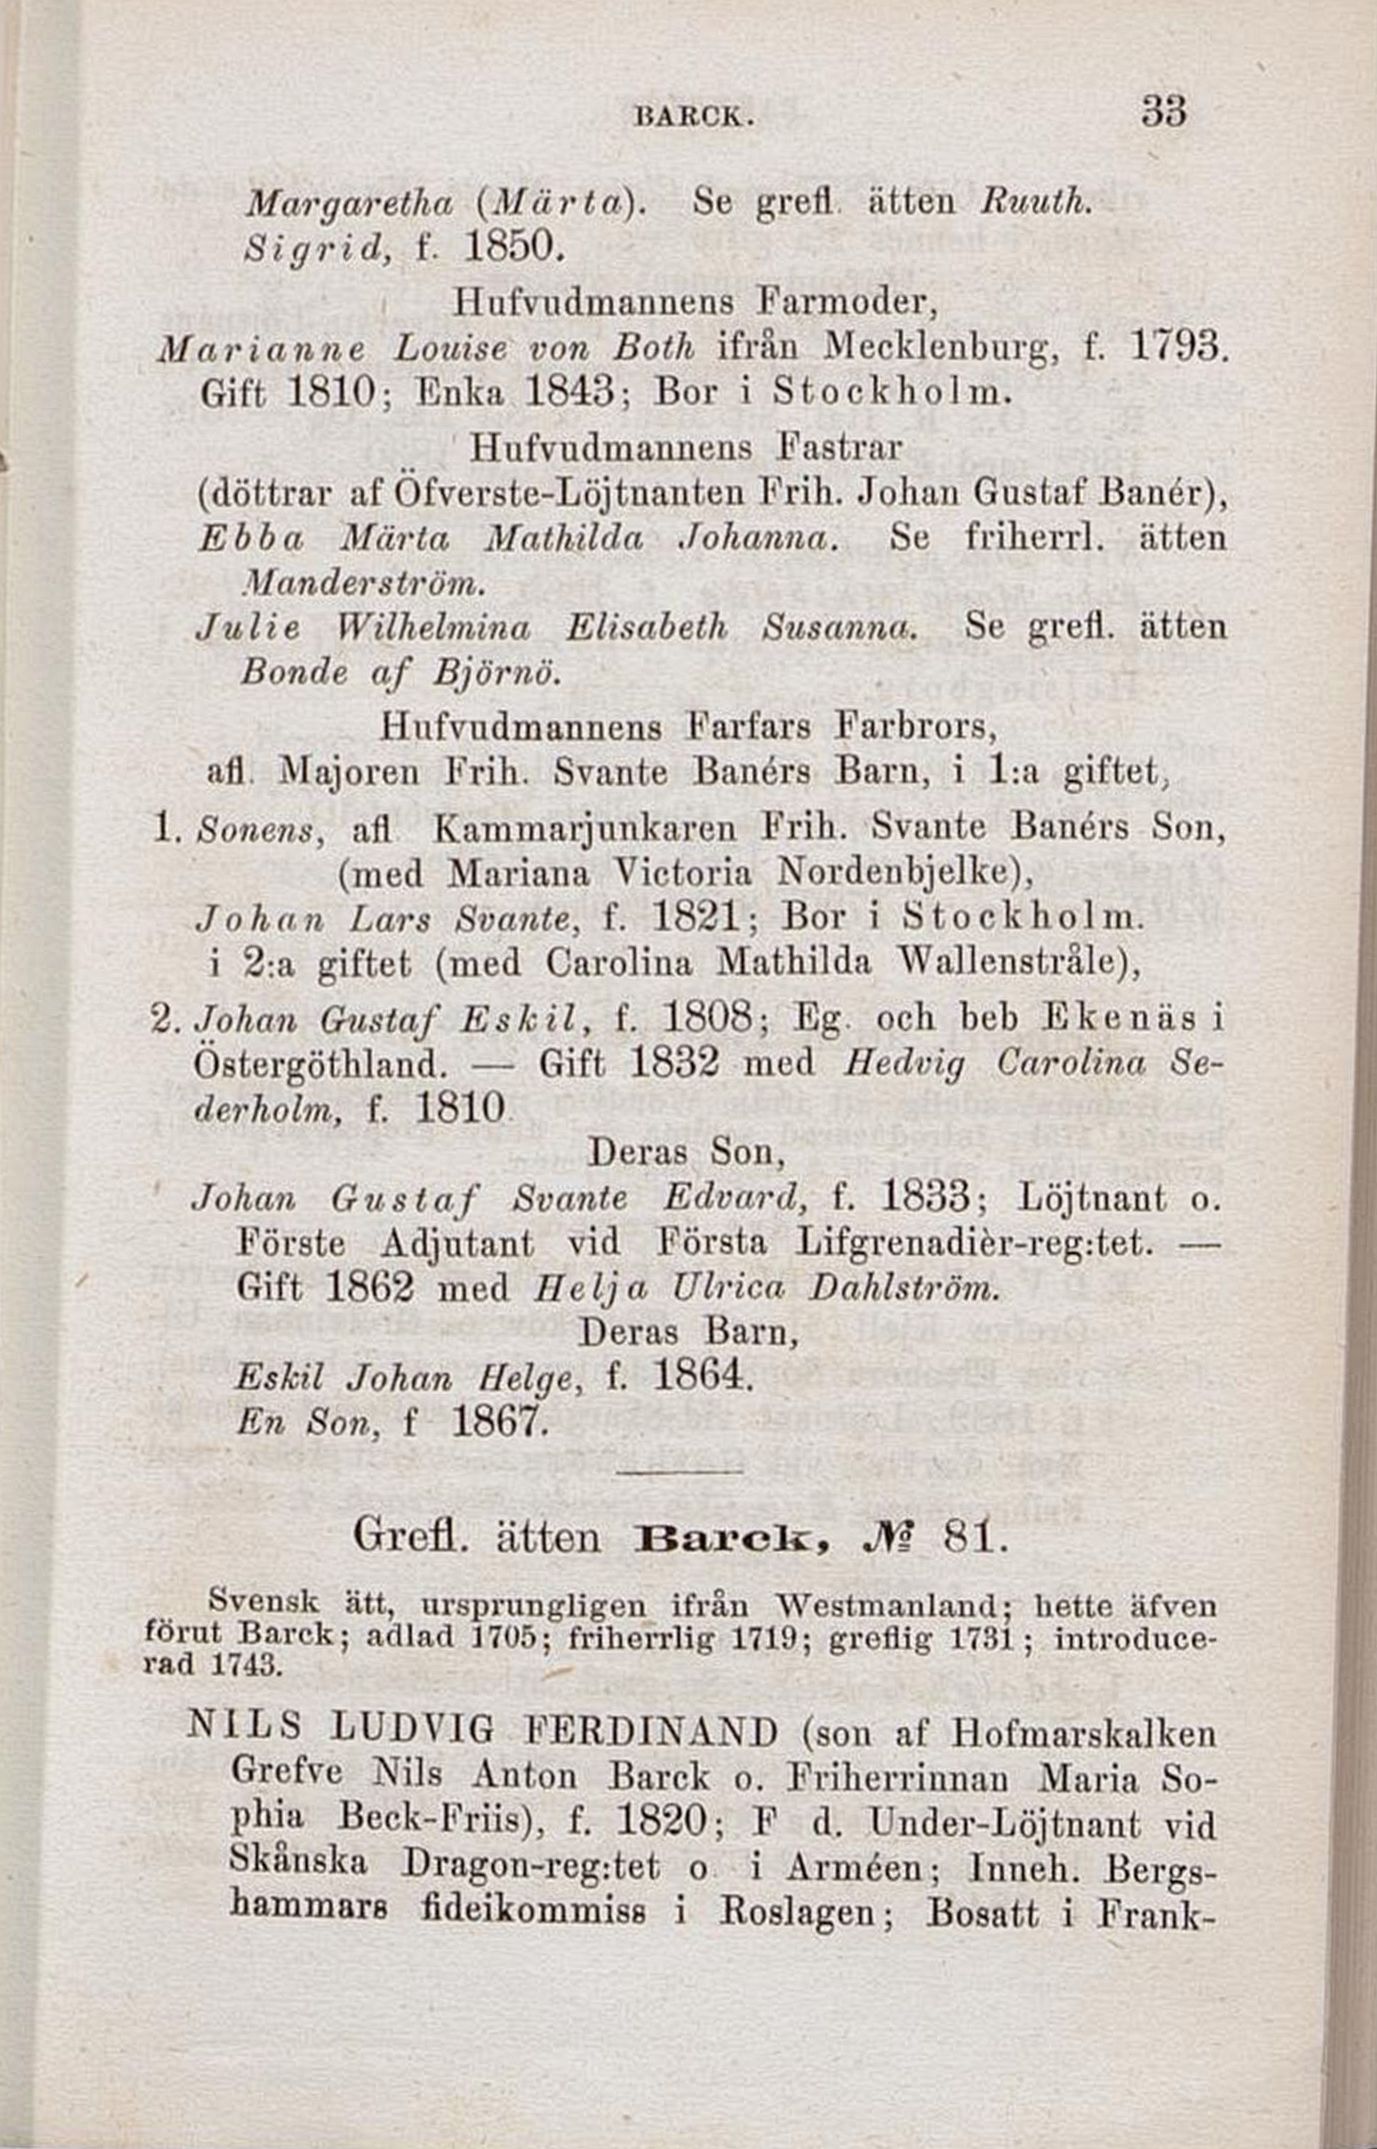 BARCK. 33
Margaretha (Märta). Se grefl. ätten Ruuth.
Sigrid, f. 1850.
Hufvudmannens Farmoder,
Marianne Louise von Both ifrån Mecklenburg, f. 1793.
Gift 1810; Enka 1843; Bor i Stockholm.
Hufvudmannens Fastrar
(döttrar af Öfverste-Löjtnanten Frih. Johan Gustaf Banér),
Ebba Märta Mathilda Johanna. Se friherrl. ätten
Manderström.
Julie Wilhelmina Elisabeth Susanna. Se grefl. ätten
Bonde af Björnö.
Hufvudmannens Farfars Farbrors,
afl. Majoren Frih. Svante Banérs Barn, i 1:a giftet,
1. Sonens, afl Kammarjunkaren Frih. Svante Banérs Son,
(med Mariana Victoria Nordenbjelke),
Johan Lars Svante, f. 1821; Bor i Stockholm.
i 2:a giftet (med Carolina Mathilda Wallenstråle),
2. Johan Gustaf Eskil, f. 1808; Eg. och beb Ekenäs i
Östergöthland. — Gift 1832 med Hedvig Carolina Se-
derholm, f. 1810
Deras Son,
Johan Gustaf Svante Edvard, f. 1833; Löjtnant o.
Förste Adjutant vid Första Lifgrenadièr-reg:tet. —
Gift 1862 med Helja Ulrica Dahlström.
Deras Barn,
Eskil Johan Helge, f. 1864.
En Son, f 1867.
Grefl. ätten Barck, № 81.
Svensk ätt, ursprungligen ifrån Westmanland; hette äfven
förut Barck; adlad 1705; friherrlig 1719; greflig 1731; introduce-
rad 1743.
NILS LUDVIG FERDINAND (son af Hofmarskalken
Grefve Nils Anton Barck o. Friherrinnan Maria So-
phia Beck-Friis), f. 1820; F d. Under-Löjtnant vid
Skånska Dragon-reg:tet o i Arméen; Inneh. Bergs-
hammars fideikommiss i Roslagen; Bosatt i Frank-